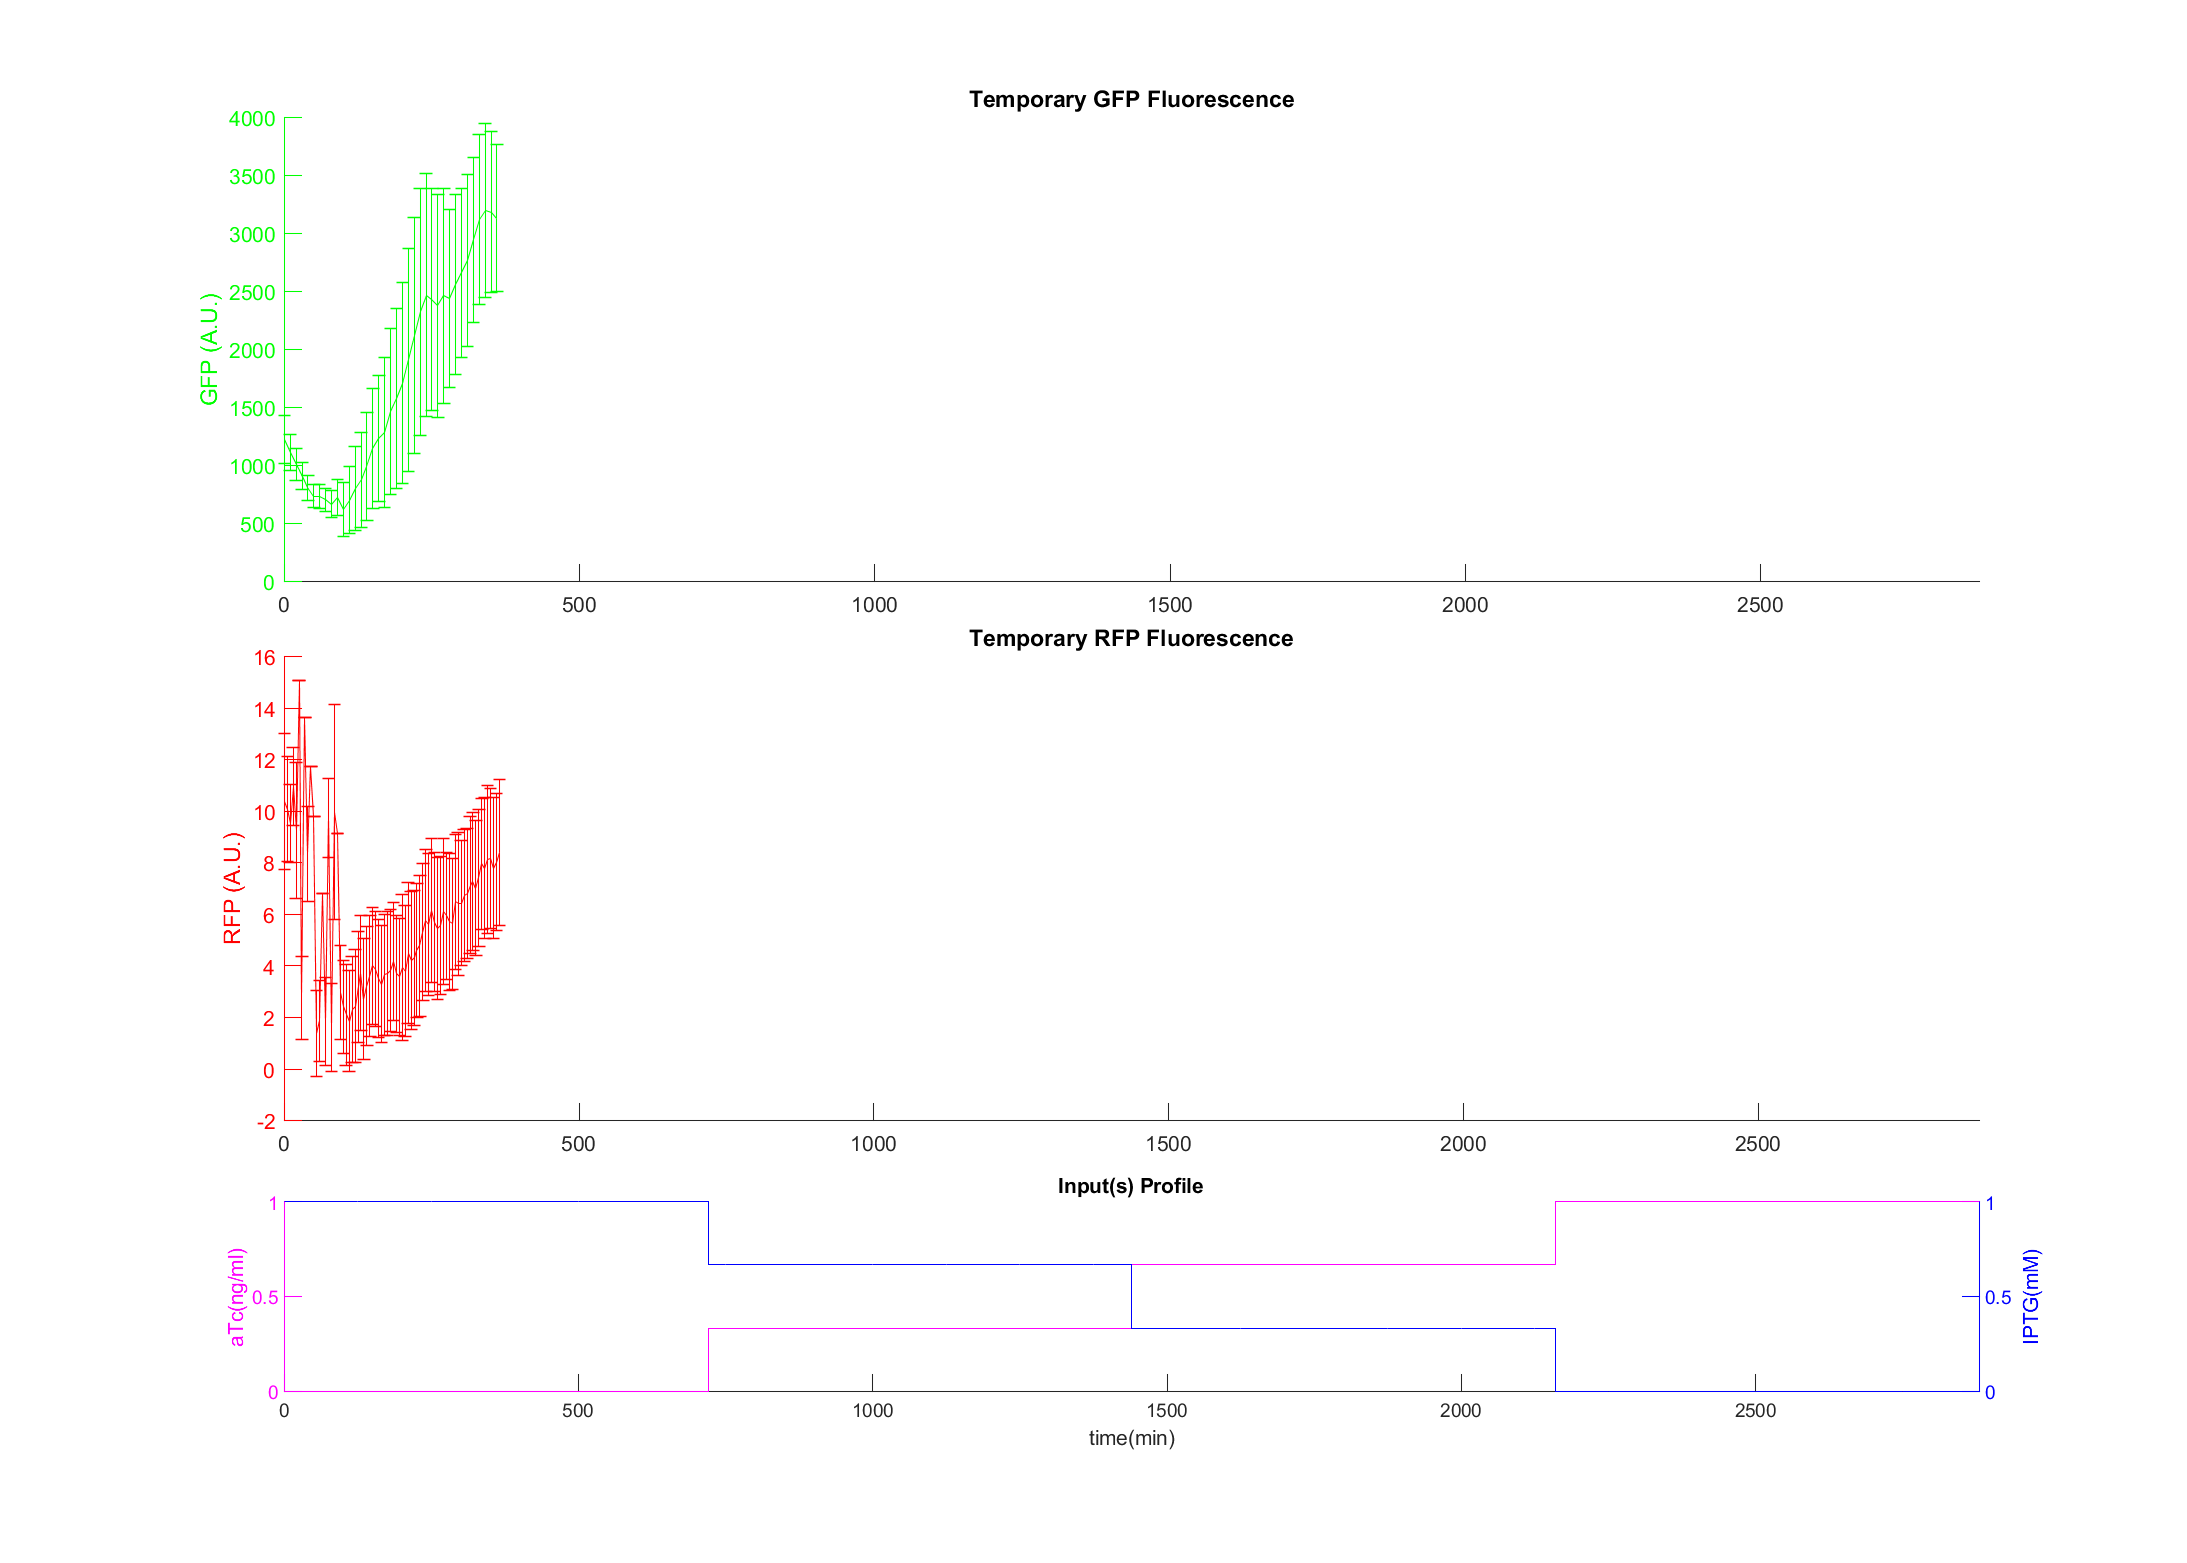 Temporary GFP Fluorescence
4000
3500
3000
2500
2000
1500
1000
500
0
GFP (A.U.)
0 500 1000 1500 2000 2500
Temporary RFP Fluorescence
16
14
12
10
8
6
4
2
0
-2
RFP (A.U.)
0 500 1000 1500 2000 2500
Input(s) Profile
1
0.5
0
aTc(ng/ml)
1
0.5
0
IPTG(mM)
0 500 1000 1500 2000 2500
time(min)